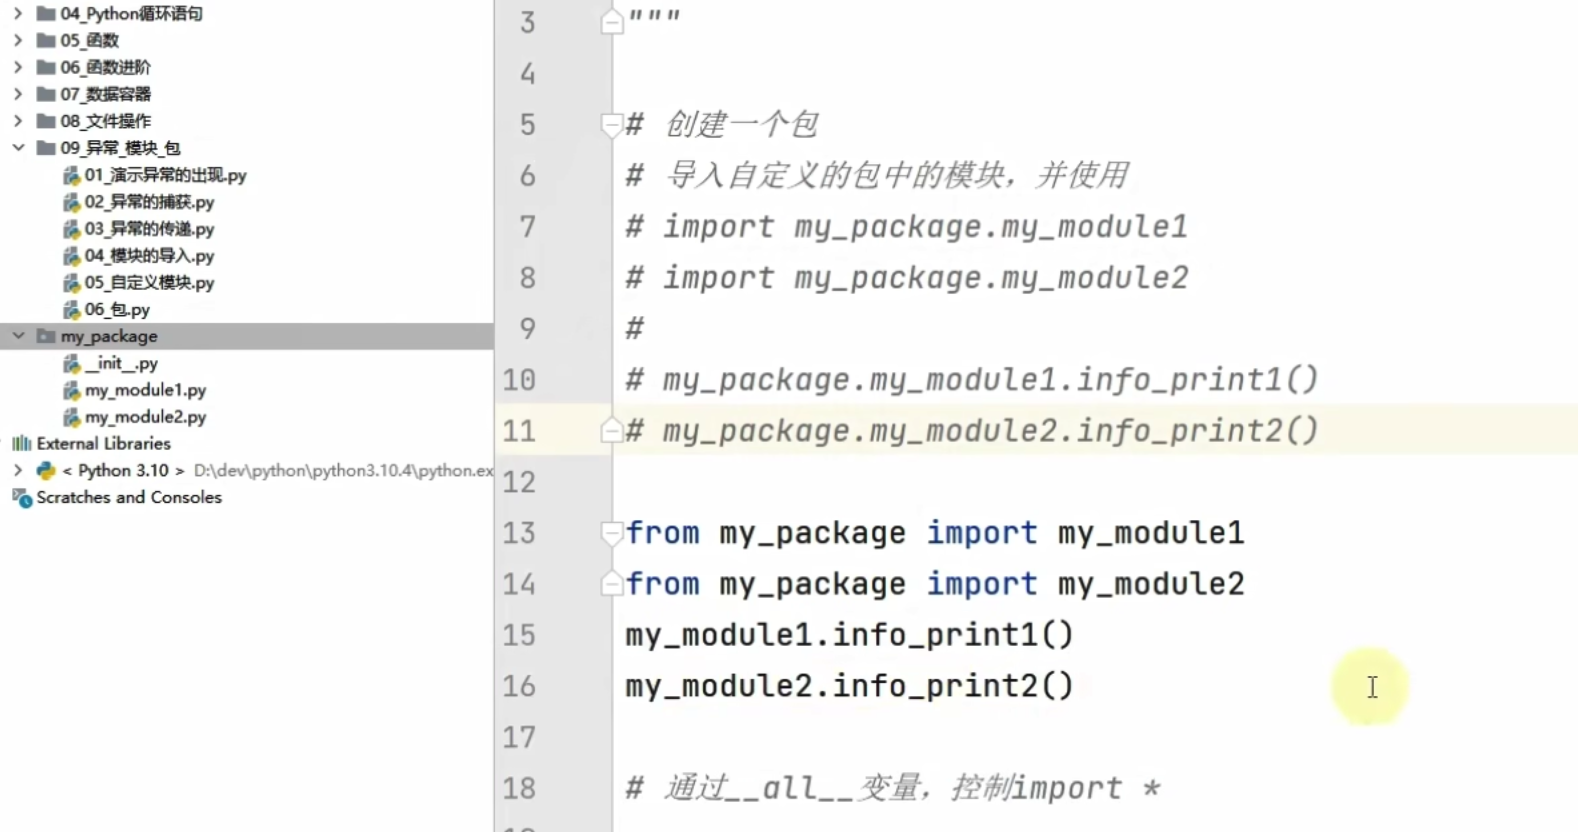 04_Python循环语句
05_函数
06_函数进阶
07_数据容器
08_文件操作
09_异常_模块_包
01_演示异常的出现.py
02_异常的捕获.py
03_异常的传递.py
04_模块的导入.py
05_自定义模块.py
06_包.py
my_package
__init__.py
my_module1.py
my_module2.py
External Libraries
< Python 3.10 > D:\dev\python\python3.10.4\python.ex
Scratches and Consoles
3 """
4
5 # 创建一个包
6 # 导入自定义的包中的模块，并使用
7 # import my_package.my_module1
8 # import my_package.my_module2
9 #
10 # my_package.my_module1.info_print1()
11 # my_package.my_module2.info_print2()
12
13 from my_package import my_module1
14 from my_package import my_module2
15 my_module1.info_print1()
16 my_module2.info_print2()
17
18 # 通过__all__变量，控制import *